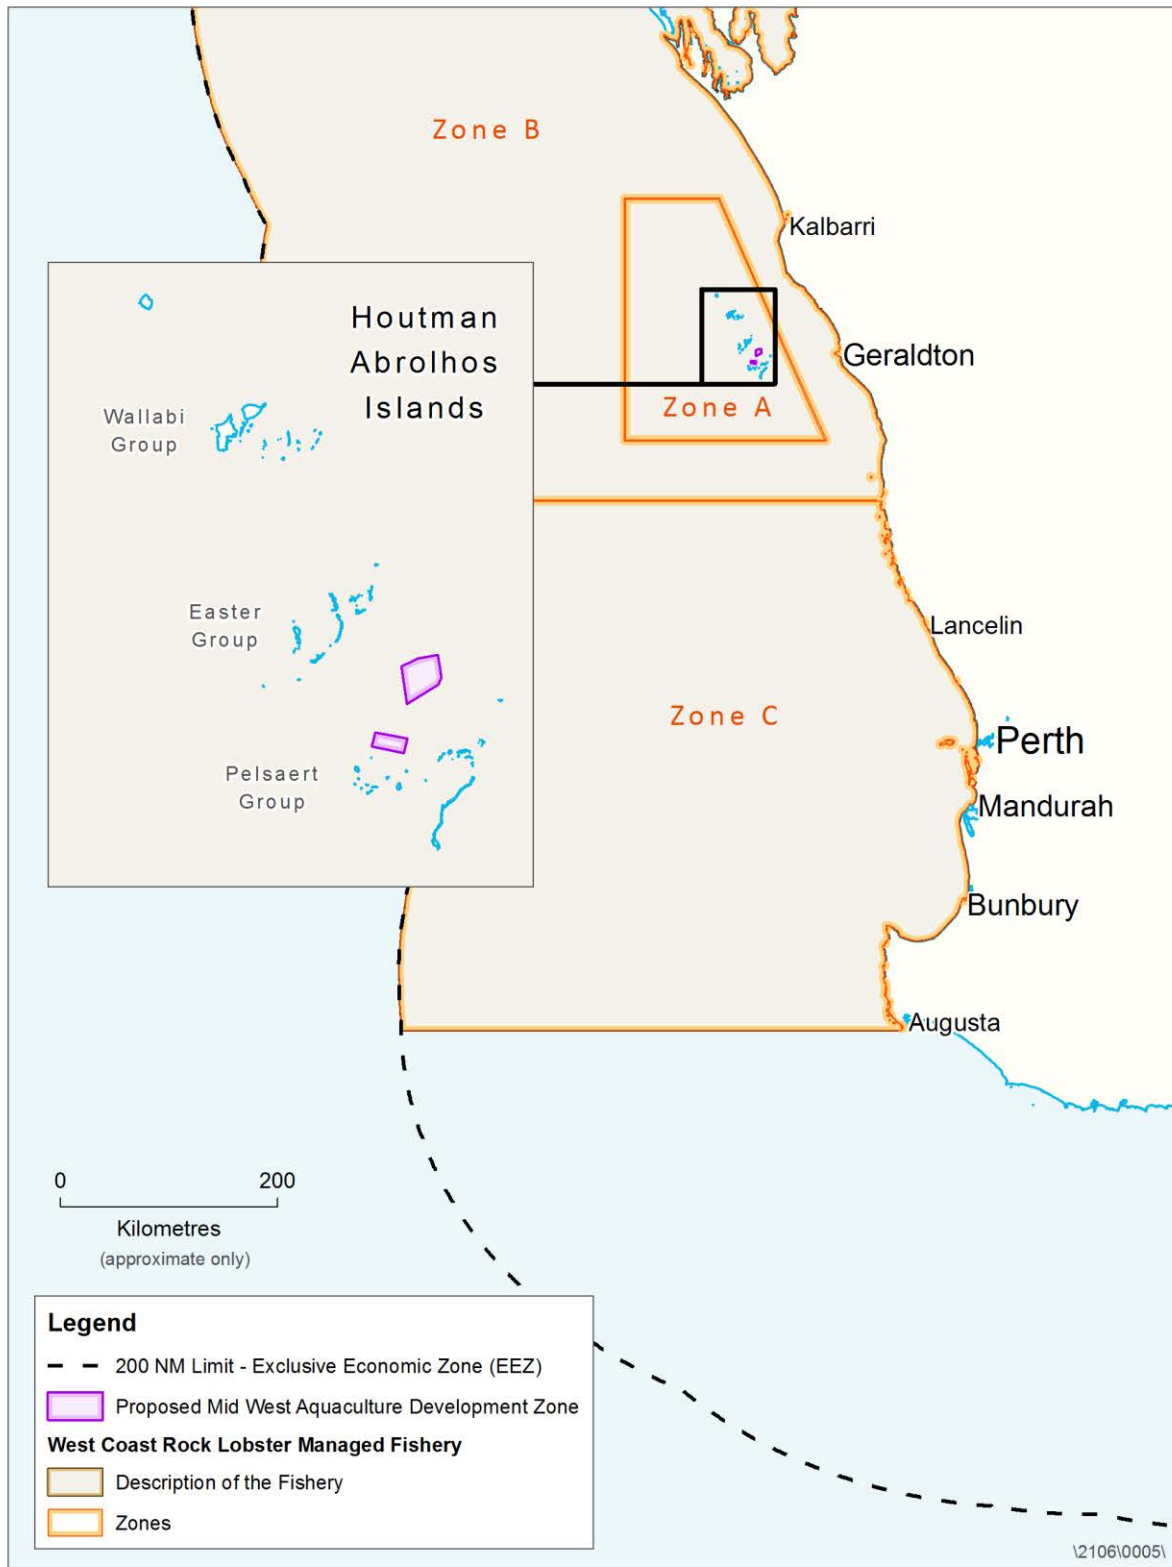 Zone B
Kalbarri
Houtman
Abrolhos
Islands
Geraldton
Zone A
Wallabi
Group
Easter
Group
Lancelin
Zone C
Perth
Pelsaert
Group
Mandurah
Bunbury
Augusta
0 200
Kilometres
(approximate only)
Legend
200 NM Limit - Exclusive Economic Zone (EEZ)
Proposed Mid West Aquaculture Development Zone
West Coast Rock Lobster Managed Fishery
Description of the Fishery
Zones
\2106\0005\